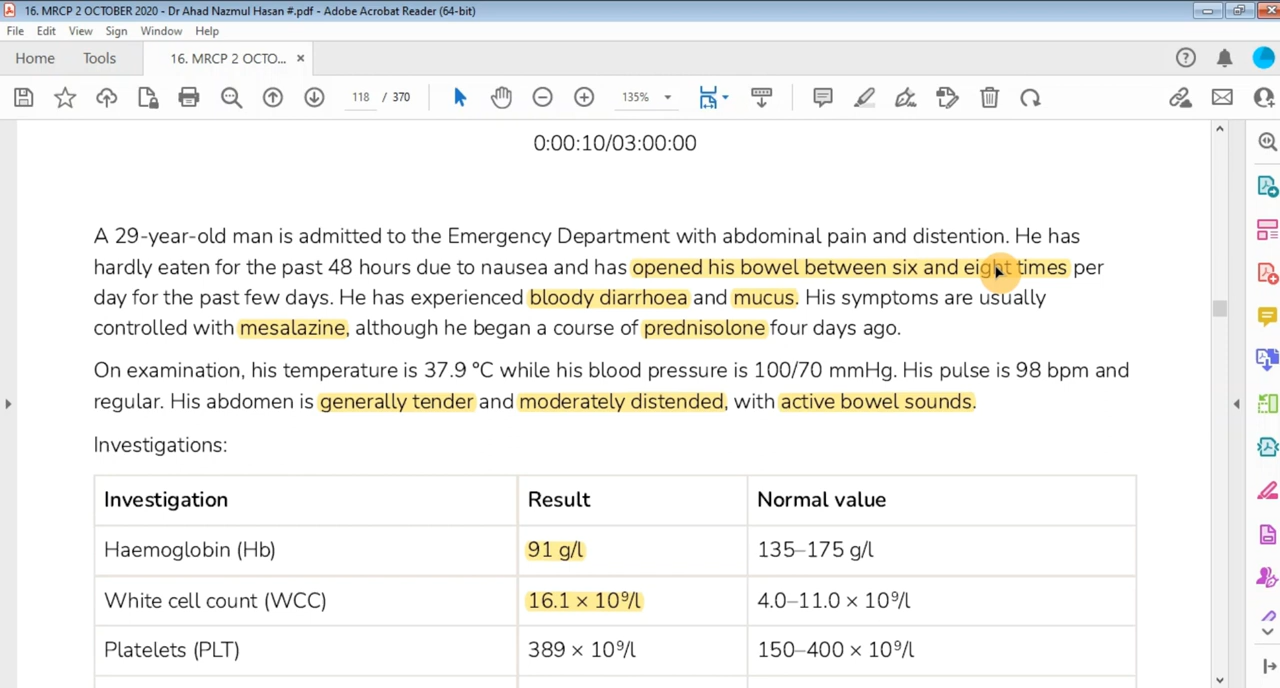 16. MRCP 2 OCTOBER 2020 - Dr Ahad Nazmul Hasan #.pdf - Adobe Acrobat Reader (64-bit)
File Edit View Sign Window Help
Home Tools 16. MRCP 2 OCTO... ×
118 / 370 135%
0:00:10/03:00:00
A 29-year-old man is admitted to the Emergency Department with abdominal pain and distention. He has
hardly eaten for the past 48 hours due to nausea and has opened his bowel between six and eight times per
day for the past few days. He has experienced bloody diarrhoea and mucus. His symptoms are usually
controlled with mesalazine, although he began a course of prednisolone four days ago.
On examination, his temperature is 37.9 °C while his blood pressure is 100/70 mmHg. His pulse is 98 bpm and
regular. His abdomen is generally tender and moderately distended, with active bowel sounds.
Investigations:
Investigation Result Normal value
Haemoglobin (Hb) 91 g/l 135–175 g/l
White cell count (WCC) 16.1 × 10⁹/l 4.0–11.0 × 10⁹/l
Platelets (PLT) 389 × 10⁹/l 150–400 × 10⁹/l